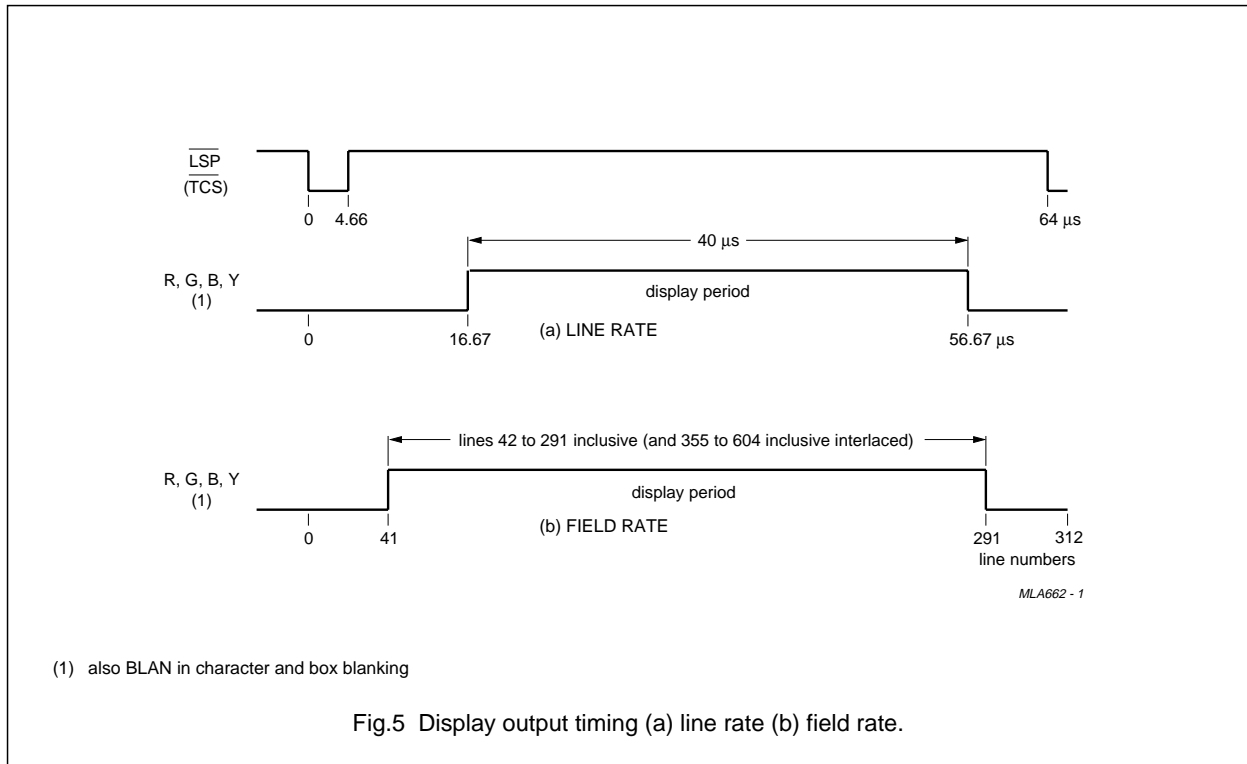 LSP
(TCS)
0 4.66 64 µs
40 µs
R, G, B, Y
(1)
display period
0 16.67 (a) LINE RATE 56.67 µs
lines 42 to 291 inclusive (and 355 to 604 inclusive interlaced)
R, G, B, Y
(1)
display period
0 41 (b) FIELD RATE 291 312
line numbers
MLA662 - 1
(1) also BLAN in character and box blanking
Fig.5 Display output timing (a) line rate (b) field rate.